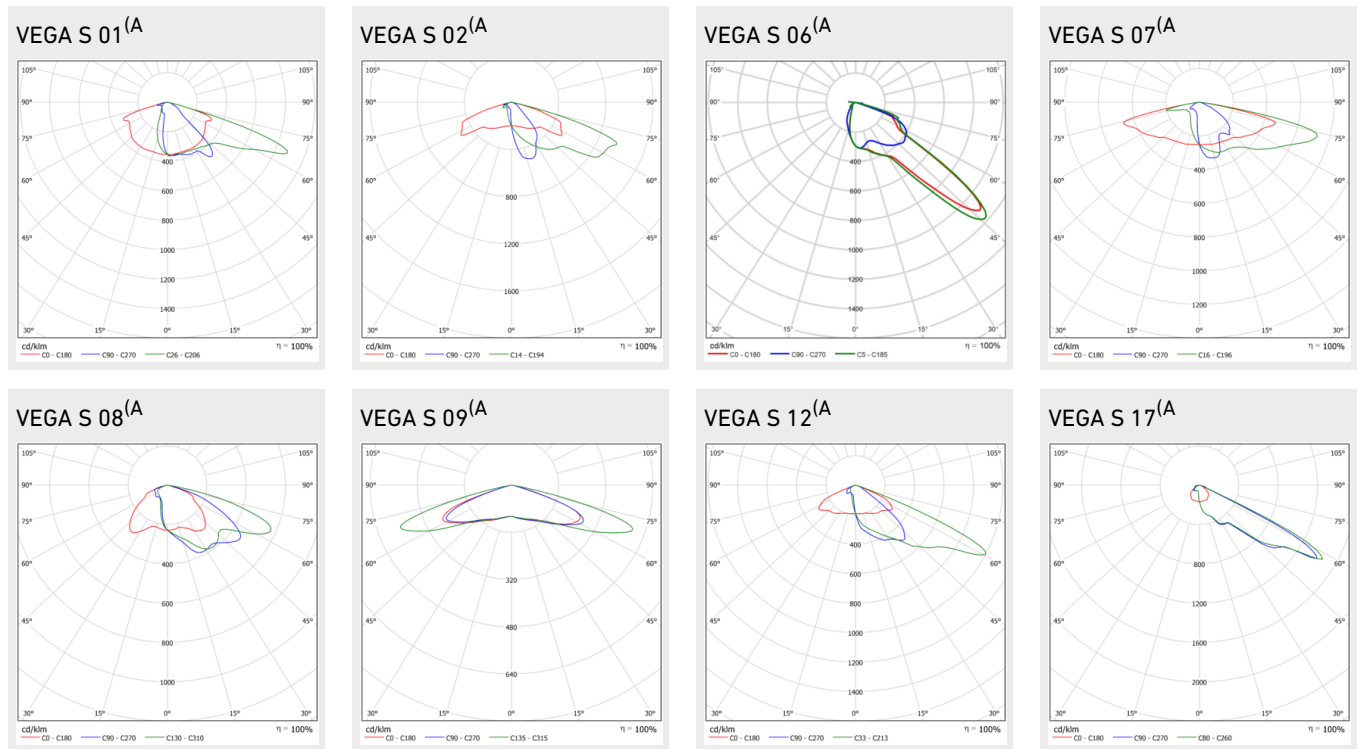 VEGA S 01(A
105° 105°
90° 90°
75° 75°
400
60° 60°
600
45° 45°
800
1000
1200
1400
30° 15° 0° 15° 30°
cd/klm η = 100%
C0 - C180 C90 - C270 C26 - C206
VEGA S 02(A
105° 105°
90° 90°
75° 75°
60° 60°
800
45° 45°
1200
1600
30° 15° 0° 15° 30°
cd/klm η = 100%
C0 - C180 C90 - C270 C14 - C194
VEGA S 06(A
105° 105°
90° 90°
75° 75°
400
60° 60°
600
45° 45°
800
1000
1200
1400
30° 15° 0° 15° 30°
cd/klm η = 100%
C0 - C180 C90 - C270 C5 - C185
VEGA S 07(A
105° 105°
90° 90°
75° 75°
400
60° 60°
600
45° 45°
800
1000
1200
30° 15° 0° 15° 30°
cd/klm η = 100%
C0 - C180 C90 - C270 C16 - C196
VEGA S 08(A
105° 105°
90° 90°
75° 75°
400
60° 60°
600
45° 45°
800
1000
30° 15° 0° 15° 30°
cd/klm η = 100%
C0 - C180 C90 - C270 C130 - C310
VEGA S 09(A
105° 105°
90° 90°
75° 75°
60° 60°
320
45° 45°
480
640
30° 15° 0° 15° 30°
cd/klm η = 100%
C0 - C180 C90 - C270 C135 - C315
VEGA S 12(A
105° 105°
90° 90°
75° 75°
400
60° 60°
600
45° 45°
800
1000
1200
1400
30° 15° 0° 15° 30°
cd/klm η = 100%
C0 - C180 C90 - C270 C33 - C213
VEGA S 17(A
105° 105°
90° 90°
75° 75°
60° 60°
800
45° 45°
1200
1600
2000
30° 15° 0° 15° 30°
cd/klm η = 100%
C0 - C180 C90 - C270 C80 - C260